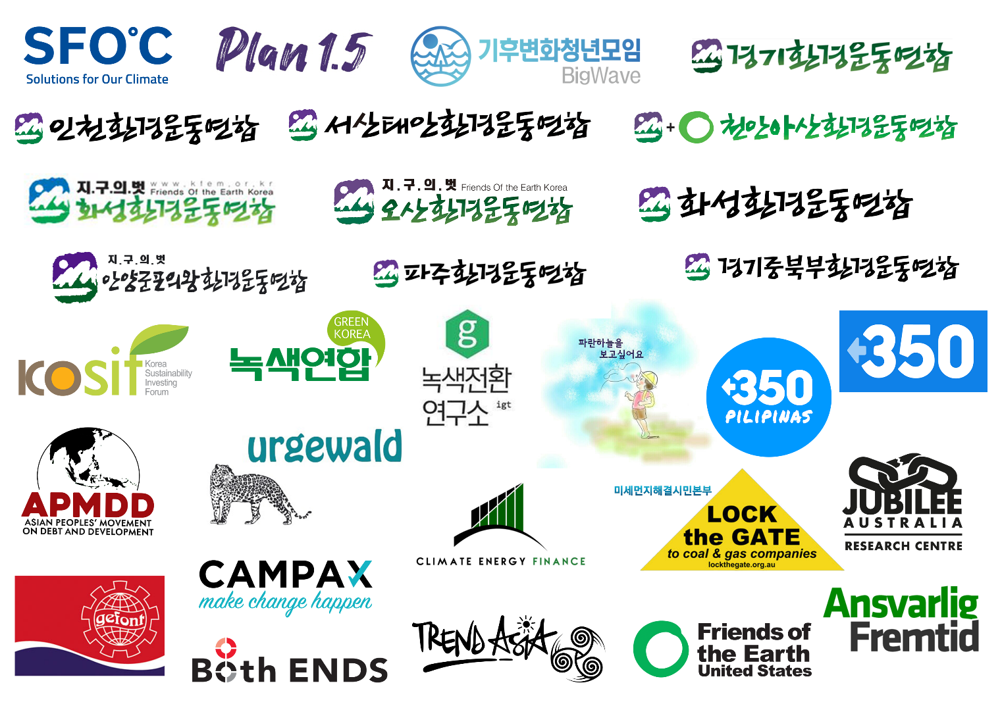 SFO°C
Solutions for Our Climate
Plan 1.5
기후변화청년모임
BigWave
경기환경운동연합
인천환경운동연합
서산태안환경운동연합
+ 천안아산환경운동연합
지.구.의.벗 www.kfem.or.kr
Friends Of the Earth Korea
화성환경운동연합
지.구.의.벗 Friends Of the Earth Korea
오산환경운동연합
화성환경운동연합
지.구.의.벗
안양군포의왕환경운동연합
파주환경운동연합
경기중북부환경운동연합
KOSIF
Korea
Sustainability
Investing
Forum
GREEN
KOREA
녹색연합
g
녹색전환
연구소 igt
파란하늘을
보고싶어요
미세먼지해결시민본부
350
PILIPINAS
350
APMDD
ASIAN PEOPLES' MOVEMENT
ON DEBT AND DEVELOPMENT
urgewald
CLIMATE ENERGY FINANCE
LOCK
the GATE
to coal & gas companies
lockthegate.org.au
JUBILEE
AUSTRALIA
RESEARCH CENTRE
gefont
CAMPAX
make change happen
Both ENDS
TREND ASIA
Friends of
the Earth
United States
Ansvarlig
Fremtid